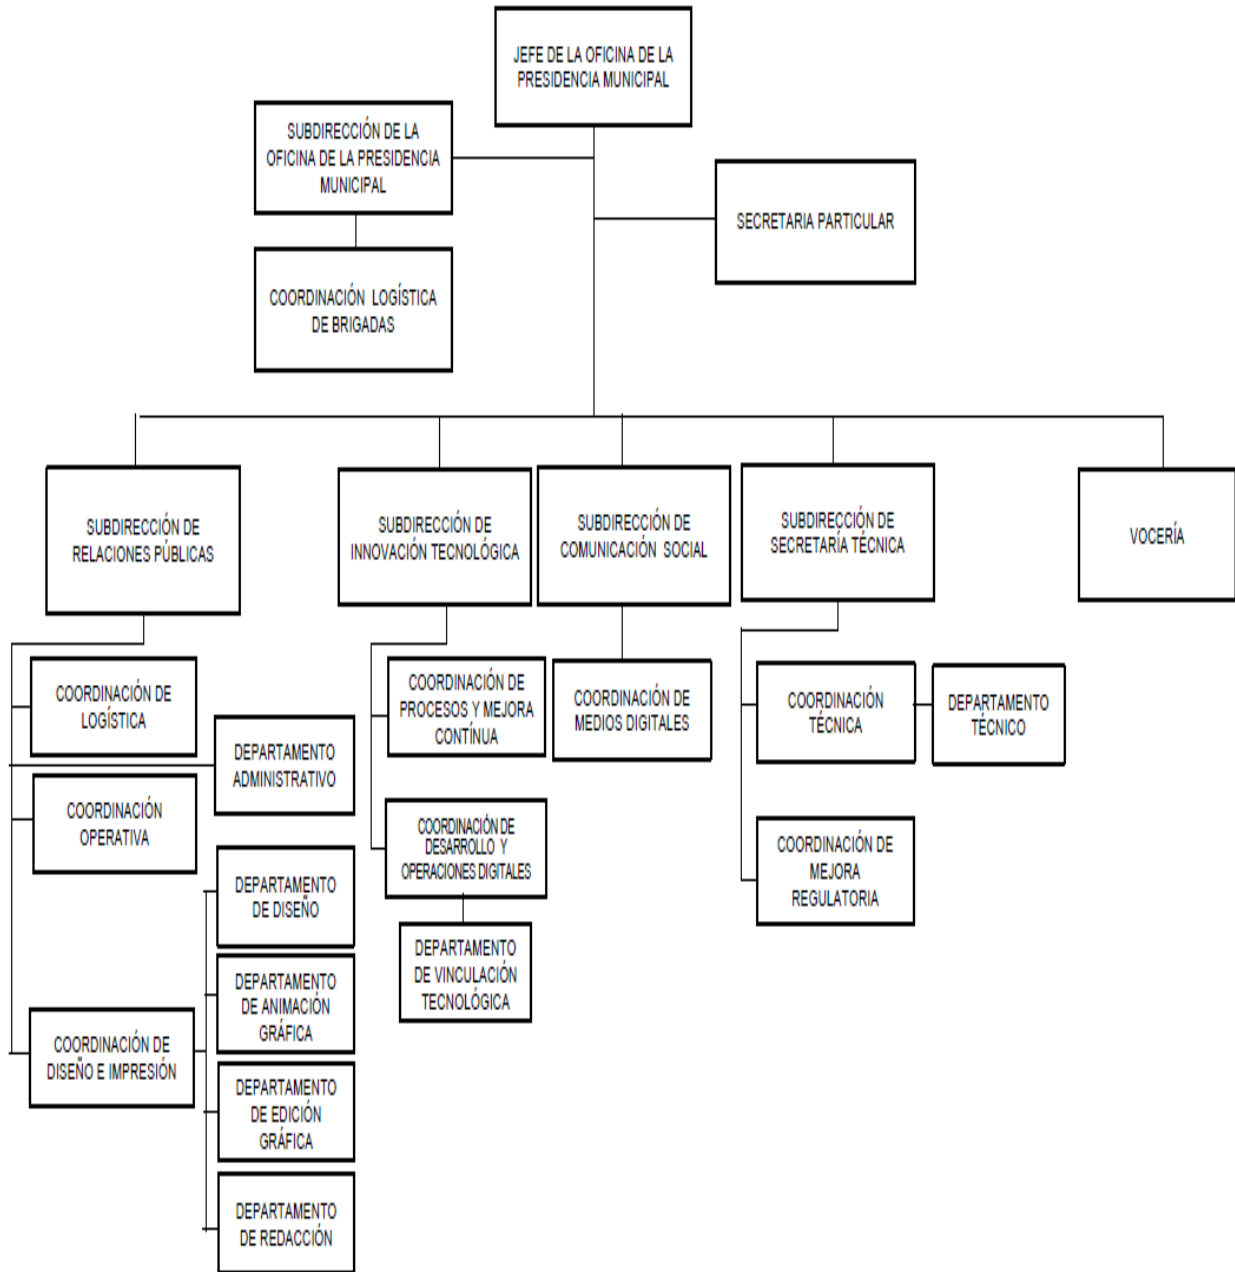 JEFE DE LA OFICINA DE LA
PRESIDENCIA MUNICIPAL
SUBDIRECCIÓN DE LA
OFICINA DE LA PRESIDENCIA
MUNICIPAL
SECRETARIA PARTICULAR
COORDINACIÓN LOGÍSTICA
DE BRIGADAS
SUBDIRECCIÓN DE
RELACIONES PÚBLICAS
SUBDIRECCIÓN DE
INNOVACIÓN TECNOLÓGICA
SUBDIRECCIÓN DE
COMUNICACIÓN SOCIAL
SUBDIRECCIÓN DE
SECRETARÍA TÉCNICA
VOCERÍA
COORDINACIÓN DE
LOGÍSTICA
DEPARTAMENTO
ADMINISTRATIVO
COORDINACIÓN
OPERATIVA
COORDINACIÓN DE
DISEÑO E IMPRESIÓN
DEPARTAMENTO
DE DISEÑO
DEPARTAMENTO
DE ANIMACIÓN
GRÁFICA
DEPARTAMENTO
DE EDICIÓN
GRÁFICA
DEPARTAMENTO
DE REDACCIÓN
COORDINACIÓN DE
PROCESOS Y MEJORA
CONTÍNUA
COORDINACIÓN DE
DESARROLLO Y
OPERACIONES DIGITALES
DEPARTAMENTO
DE VINCULACIÓN
TECNOLÓGICA
COORDINACIÓN DE
MEDIOS DIGITALES
COORDINACIÓN
TÉCNICA
DEPARTAMENTO
TÉCNICO
COORDINACIÓN DE
MEJORA
REGULATORIA